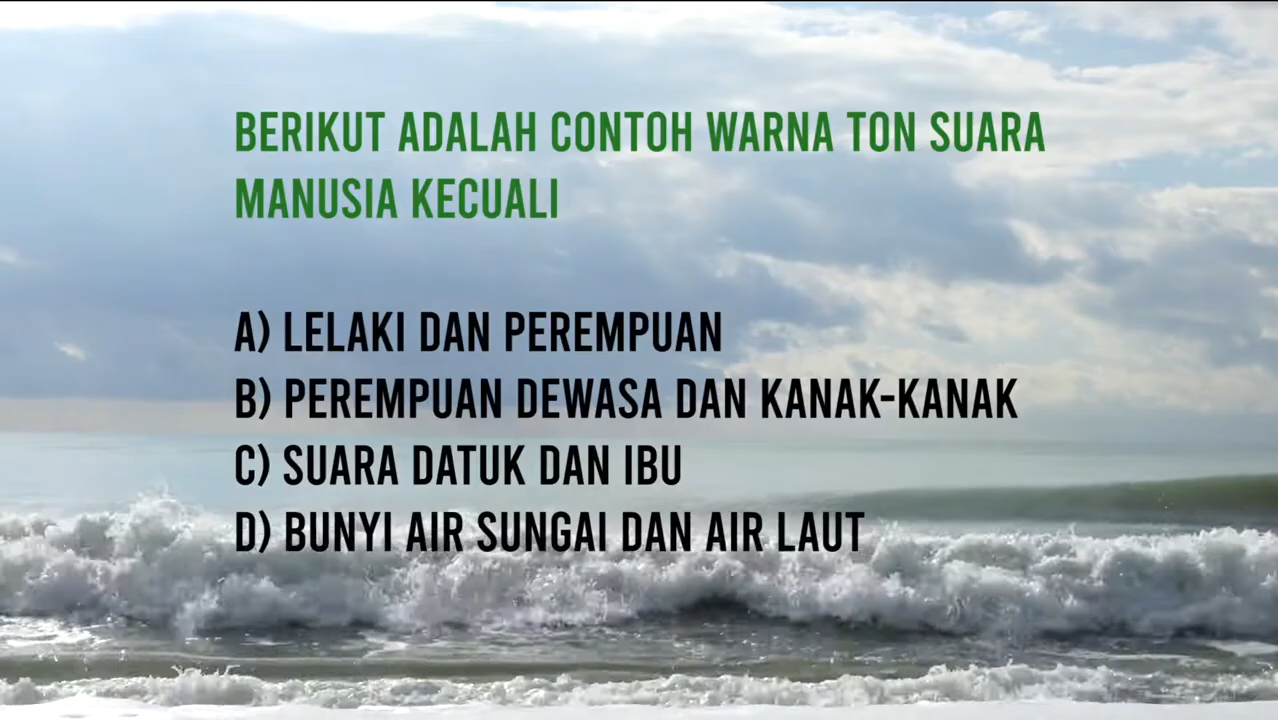 BERIKUT ADALAH CONTOH WARNA TON SUARA
MANUSIA KECUALI
A) LELAKI DAN PEREMPUAN
B) PEREMPUAN DEWASA DAN KANAK-KANAK
C) SUARA DATUK DAN IBU
D) BUNYI AIR SUNGAI DAN AIR LAUT